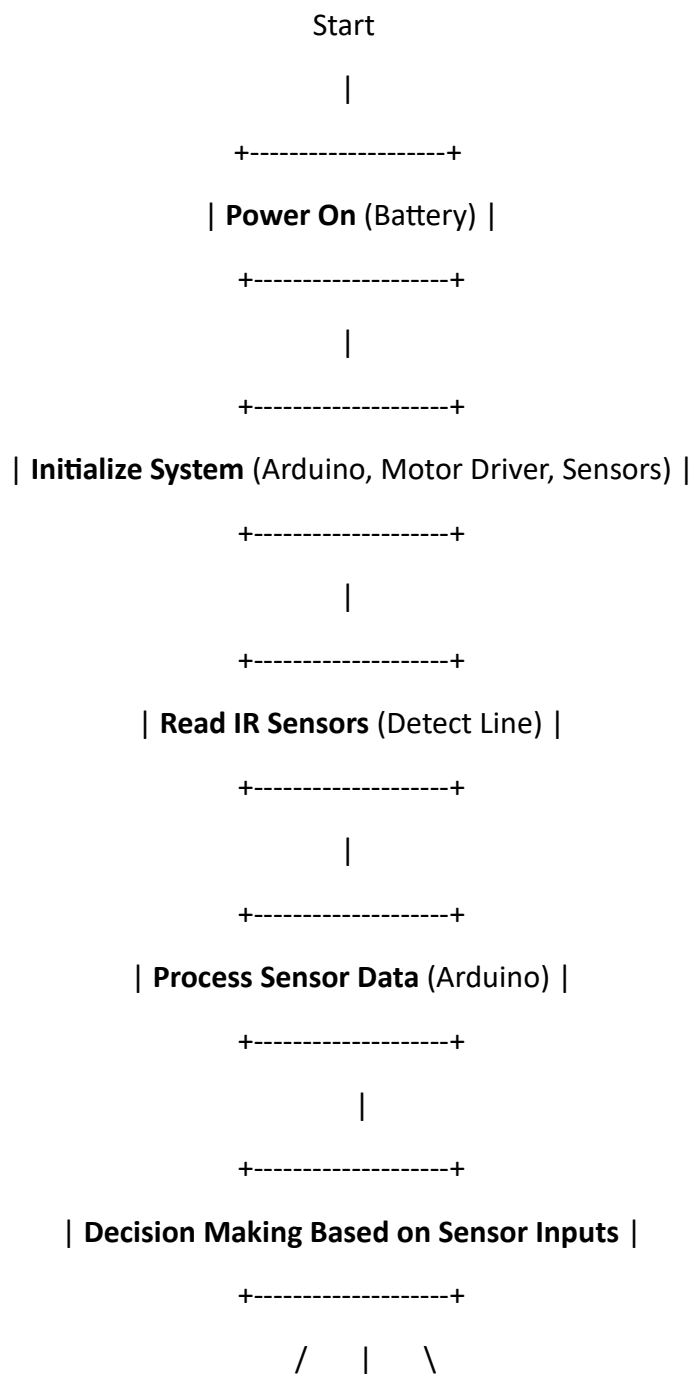 Start
|
+--------------------+
| Power On (Battery) |
+--------------------+
|
+--------------------+
| Initialize System (Arduino, Motor Driver, Sensors) |
+--------------------+
|
+--------------------+
| Read IR Sensors (Detect Line) |
+--------------------+
|
+--------------------+
| Process Sensor Data (Arduino) |
+--------------------+
|
+--------------------+
| Decision Making Based on Sensor Inputs |
+--------------------+
/ | \